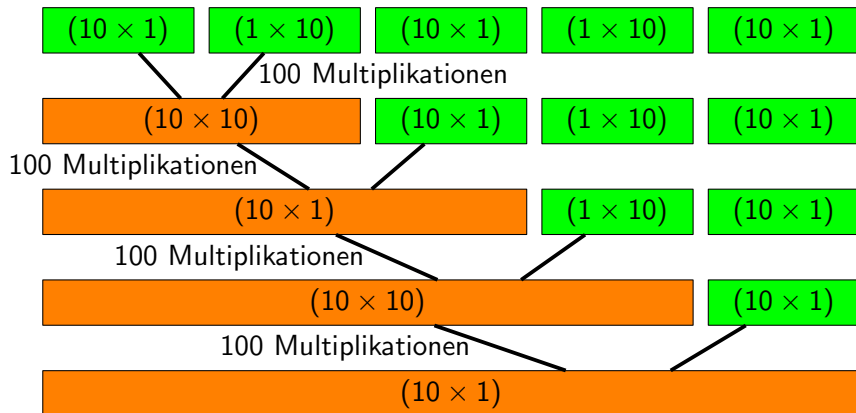 (10 × 1) (1 × 10) (10 × 1) (1 × 10) (10 × 1)
100 Multiplikationen
(10 × 10) (10 × 1) (1 × 10) (10 × 1)
100 Multiplikationen
(10 × 1) (1 × 10) (10 × 1)
100 Multiplikationen
(10 × 10) (10 × 1)
100 Multiplikationen
(10 × 1)